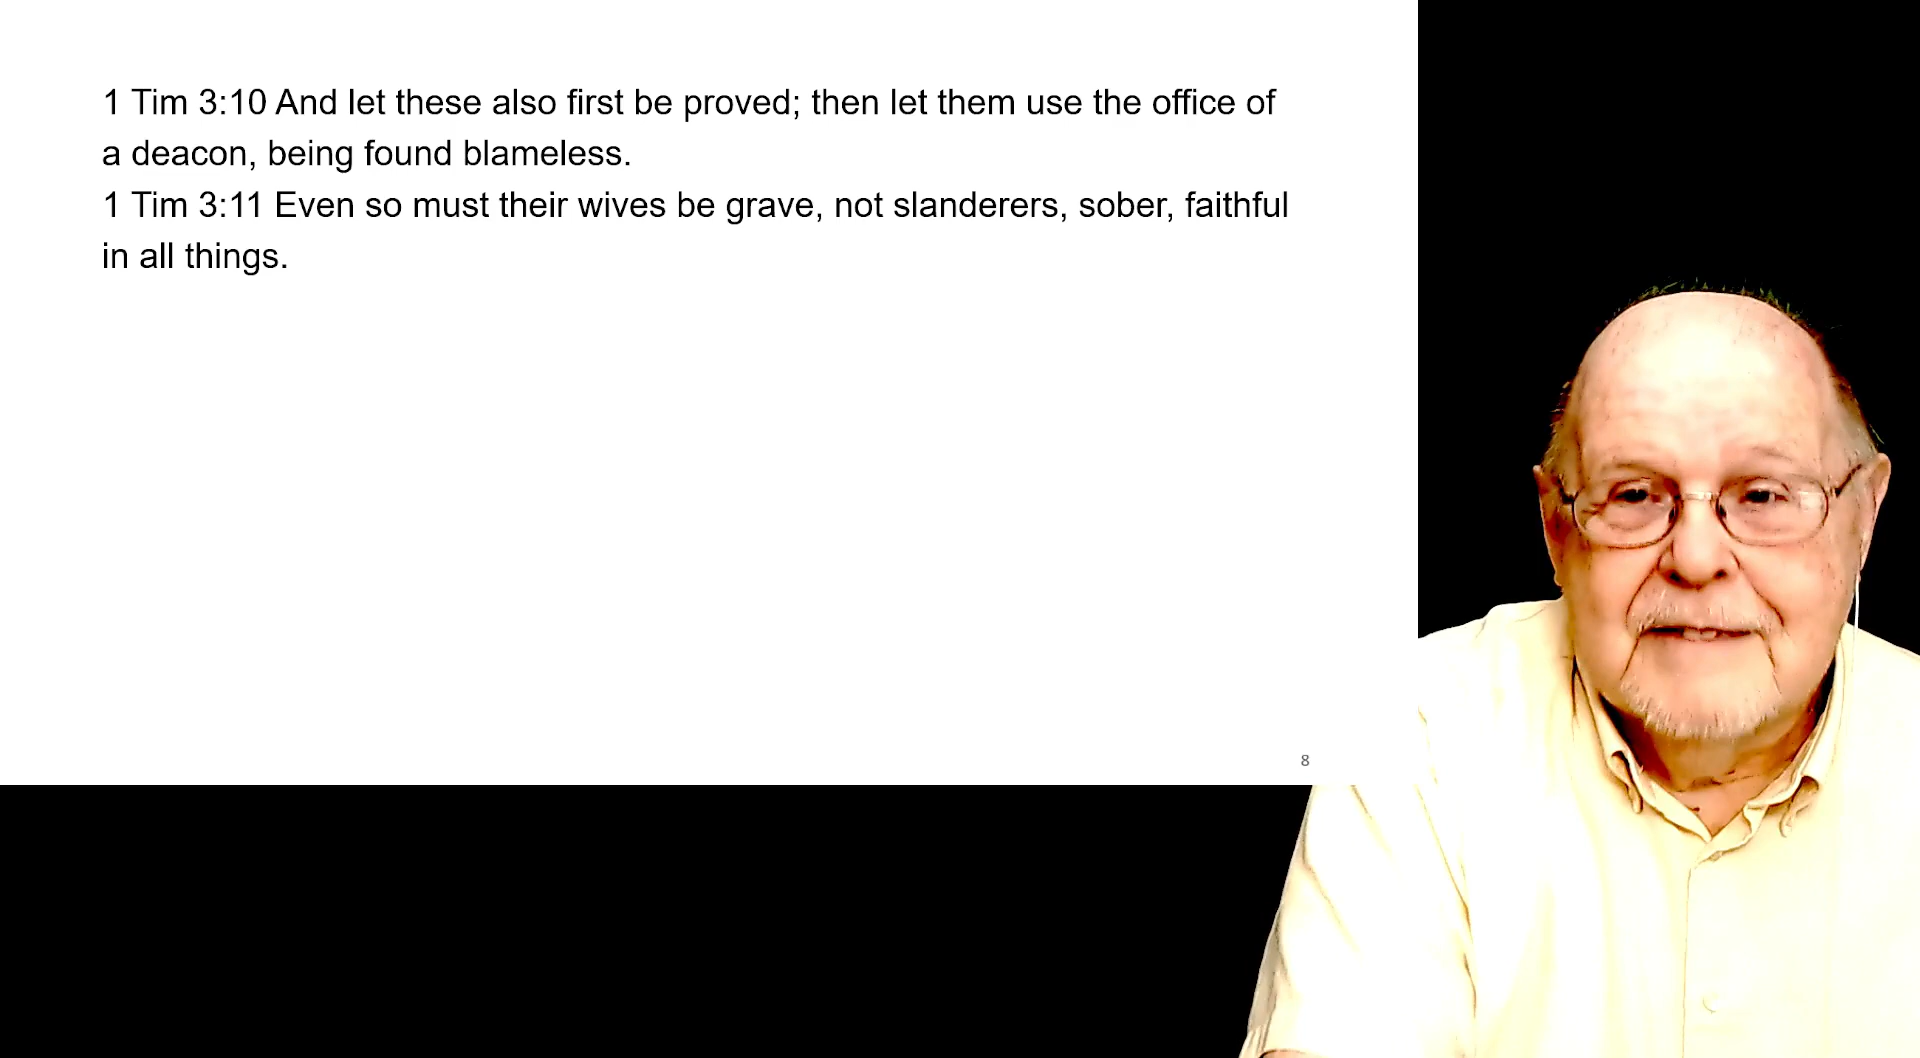 1 Tim 3:10 And let these also first be proved; then let them use the office of
a deacon, being found blameless.
1 Tim 3:11 Even so must their wives be grave, not slanderers, sober, faithful
in all things.
8